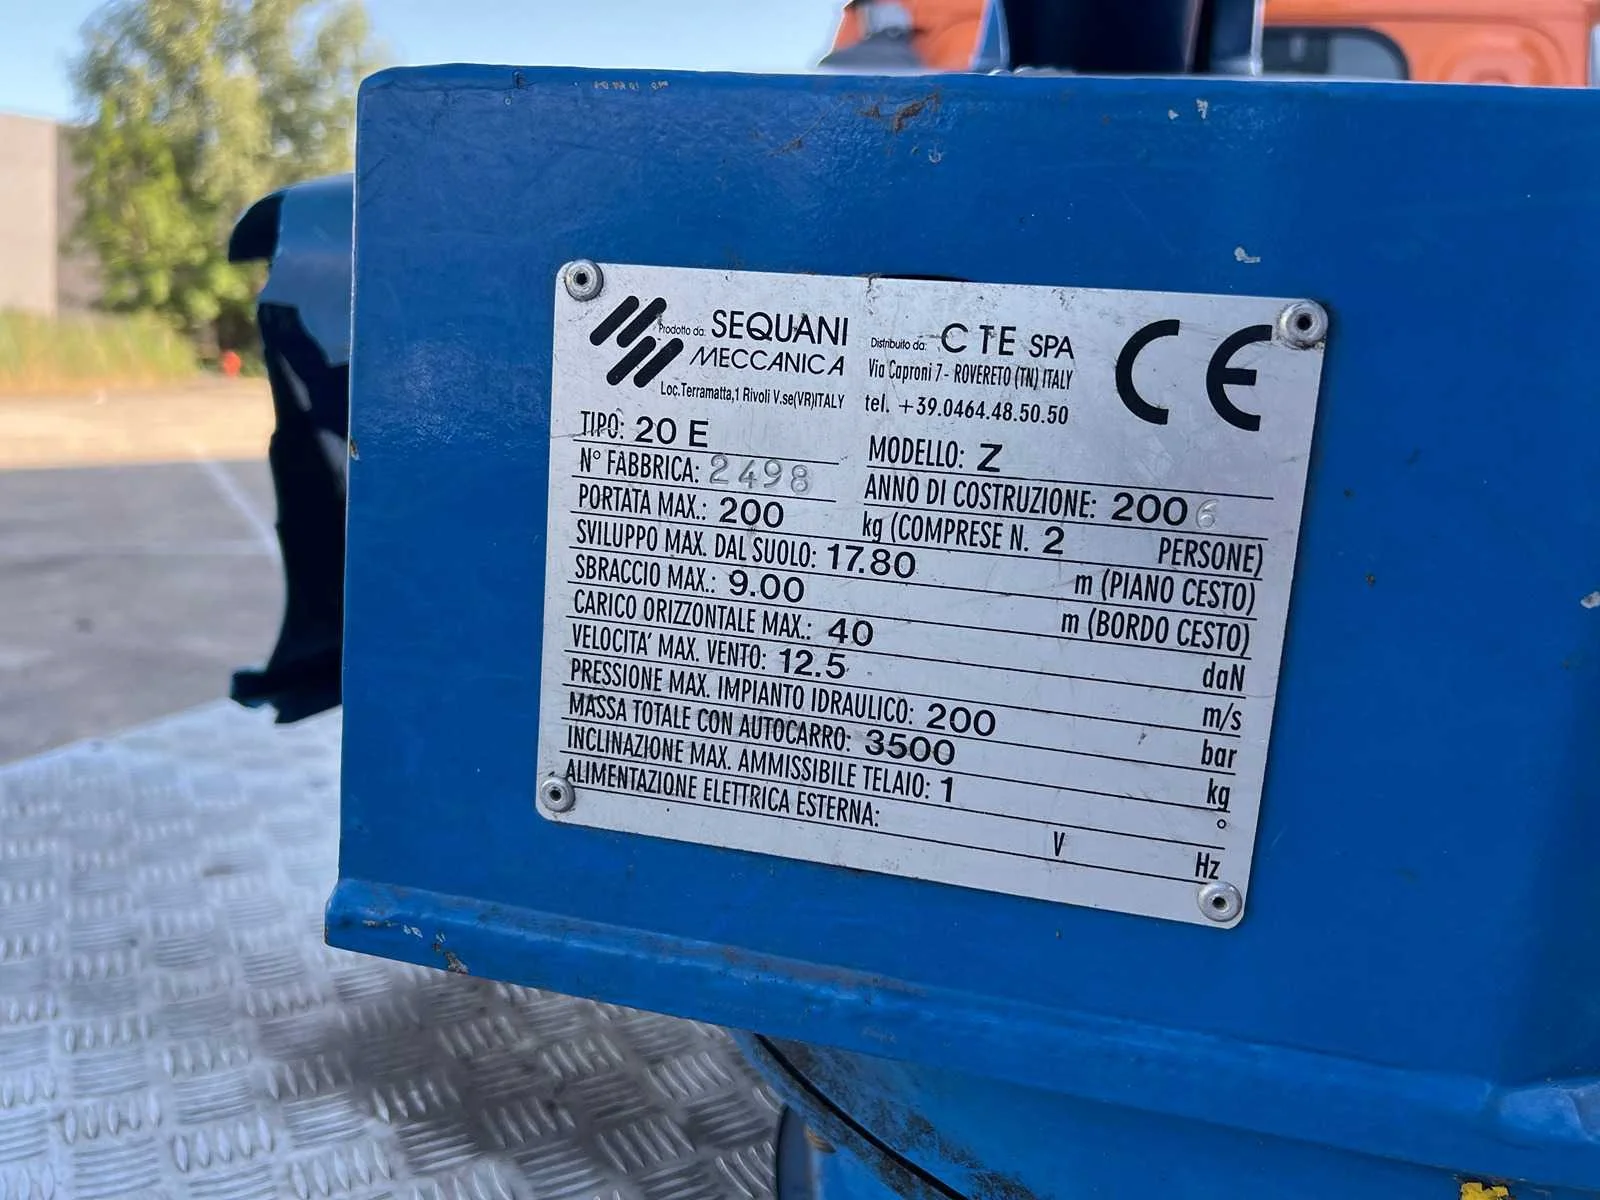 Prodotto da: SEQUANI
MECCANICA
Loc.Terramatta,1 Rivoli V.se(VR)ITALY
Distribuito da: CTE SPA
Via Caproni 7 - ROVERETO (TN) ITALY
tel. +39.0464.48.50.50
CE
TIPO: 20 E
MODELLO: Z
N° FABBRICA: 2498
ANNO DI COSTRUZIONE: 2006
PORTATA MAX.: 200 kg (COMPRESE N. 2 PERSONE)
SVILUPPO MAX. DAL SUOLO: 17.80 m (PIANO CESTO)
SBRACCIO MAX.: 9.00 m (BORDO CESTO)
CARICO ORIZZONTALE MAX.: 40 daN
VELOCITA' MAX. VENTO: 12.5 m/s
PRESSIONE MAX. IMPIANTO IDRAULICO: 200 bar
MASSA TOTALE CON AUTOCARRO: 3500 kg
INCLINAZIONE MAX. AMMISSIBILE TELAIO: 1 °
ALIMENTAZIONE ELETTRICA ESTERNA: V Hz